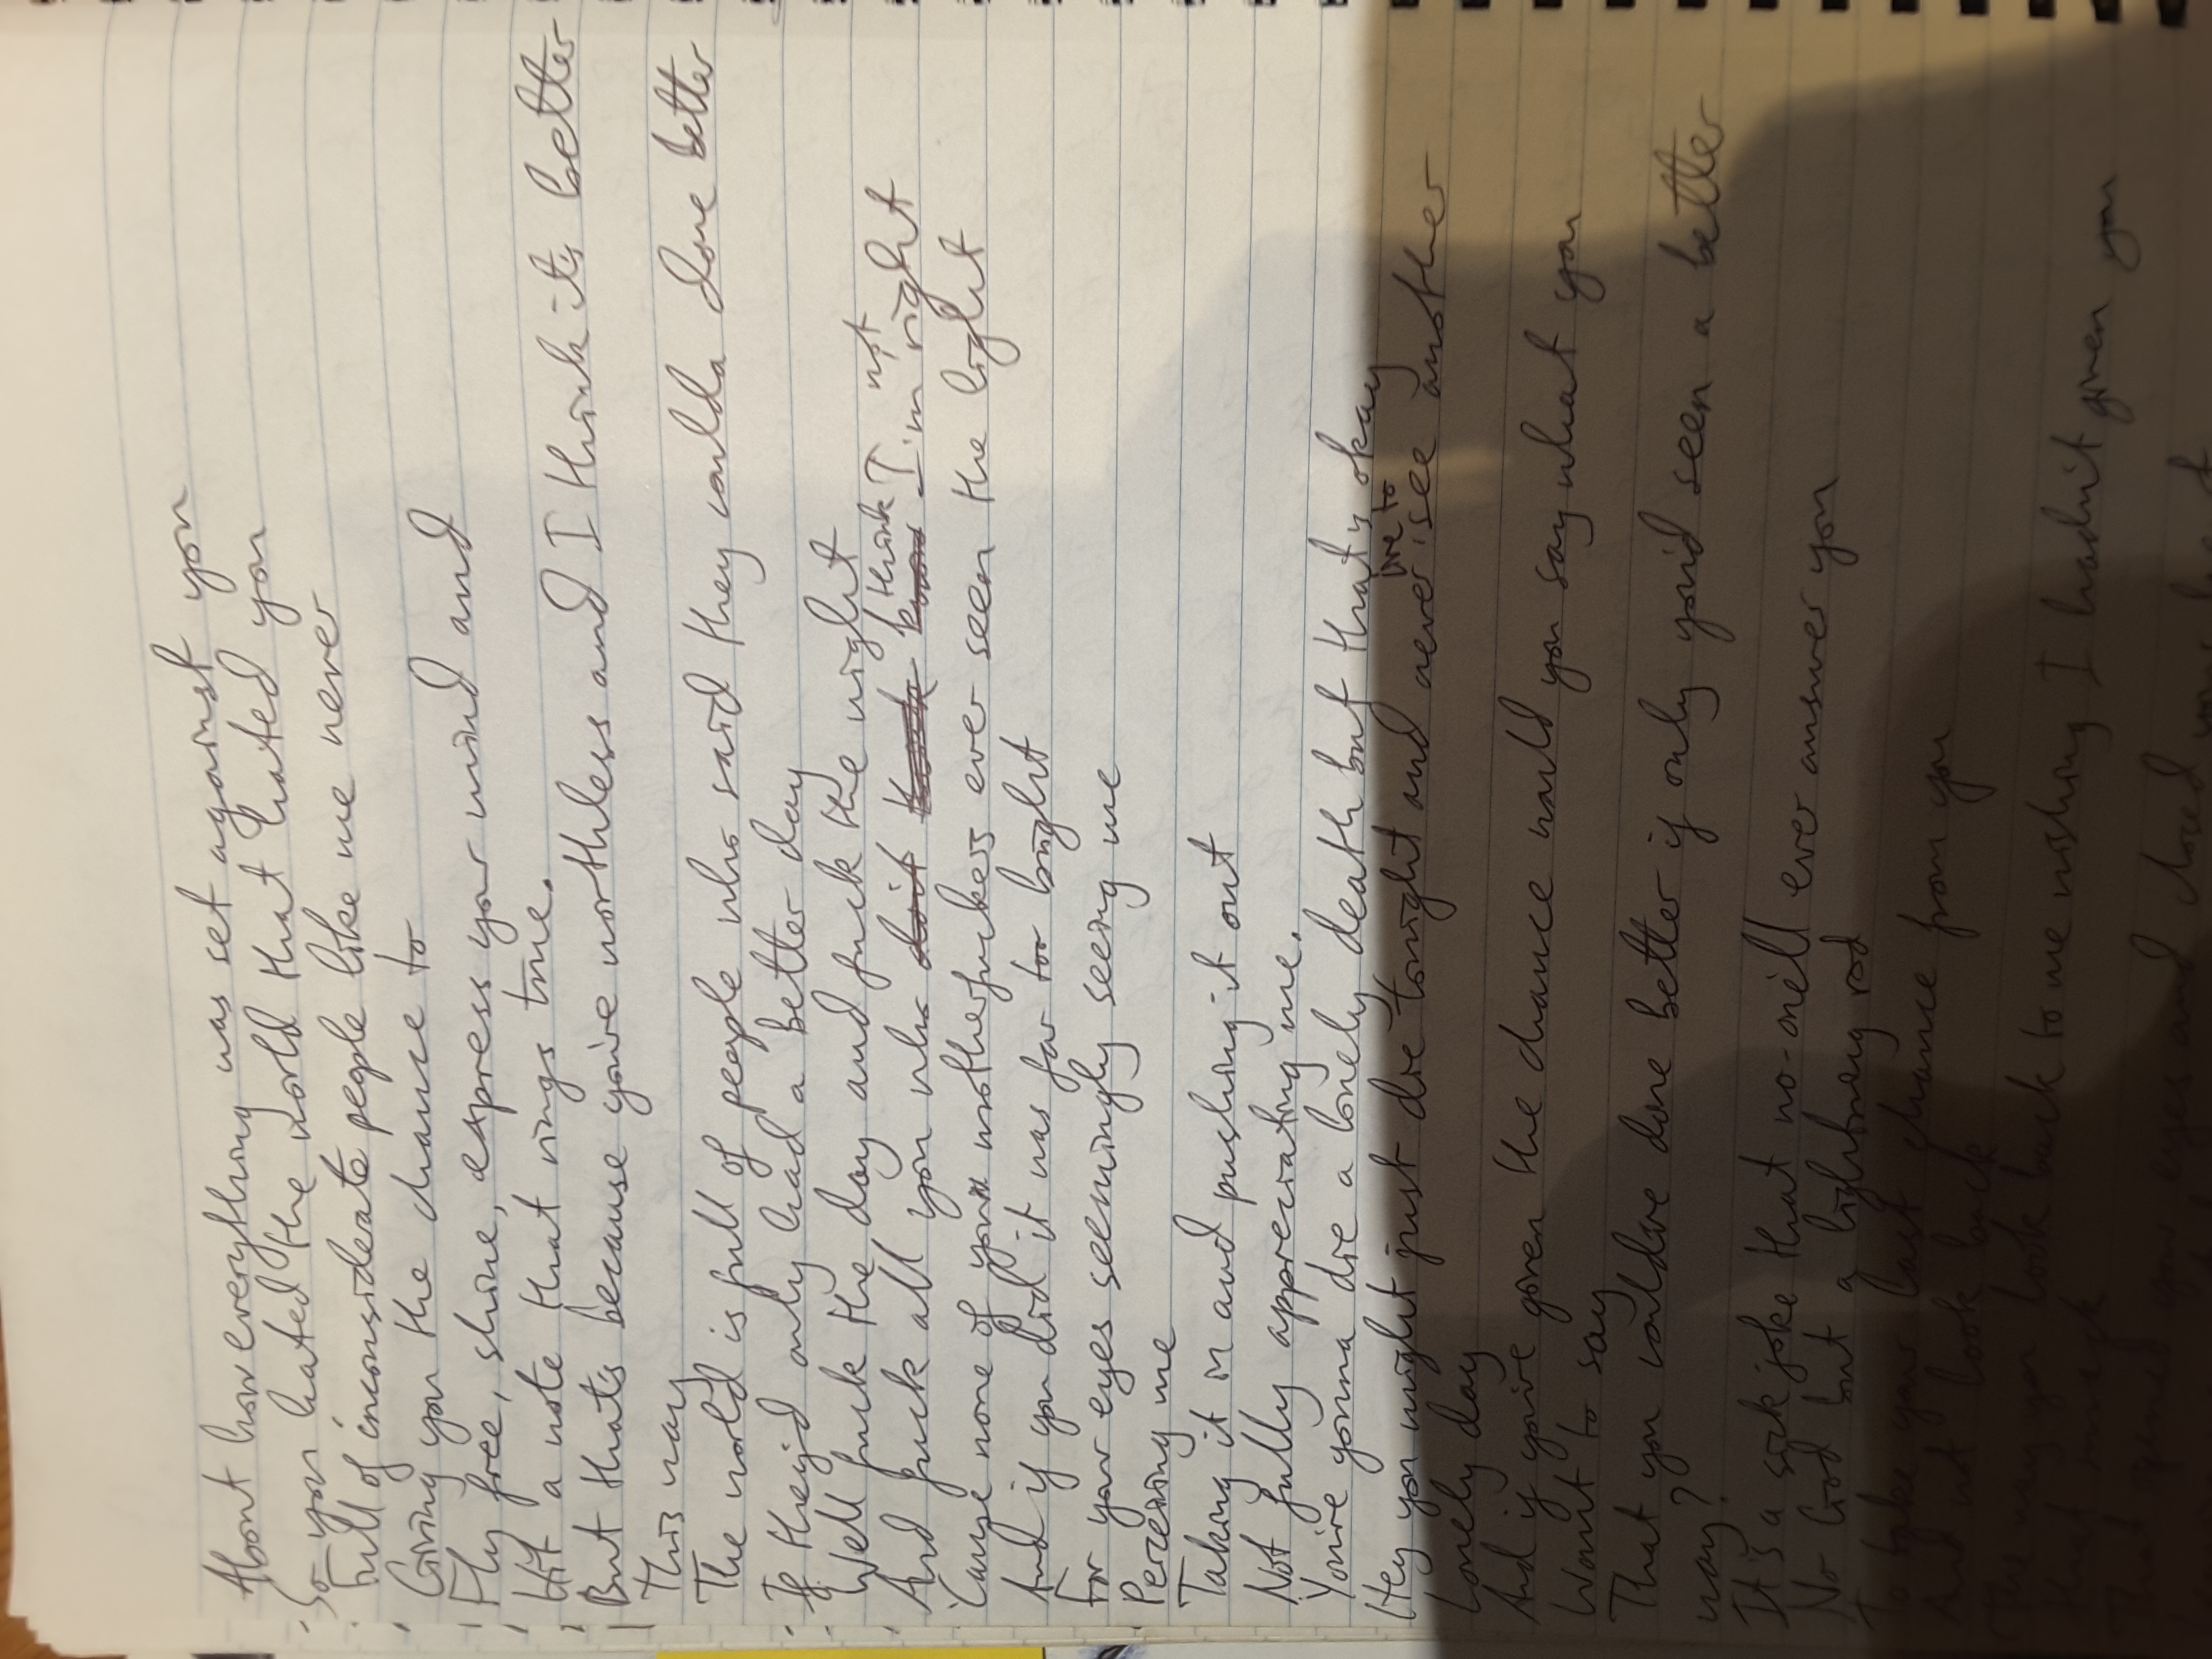 About how everything was set against you
So you hated the world that hated you
Full of inconsiderate people like me never
Giving you the chance to
Fly free, shine, express your mind and
Hit a note that rings true.
But that's because you're worthless and I think it's better
This way
The world is full of people who said they coulda done better
If they'd only had a better day
Well fuck the day and fuck the night
And fuck all you who think I'm not right
'Cause none of you motherfuckers ever seen the light
And if you did it was far too bright
For your eyes seemingly seeing me
Perceiving me
Taking it in and pushing it out
Not fully appreciating me.
You're gonna die a lonely death but that's okay
Hey you might just die tonight and never live to see another
Lonely day
And if you're given the chance would you say what you
Want to say
That you could've done better if only you'd seen a better
way?
It's a sick joke that no-one'll ever answer you
No God but a lightning rod
To take your last chance from you
And not look back
The way you look back to me wishing I hadn't given you
that smack
That opened your eyes and closed your heart